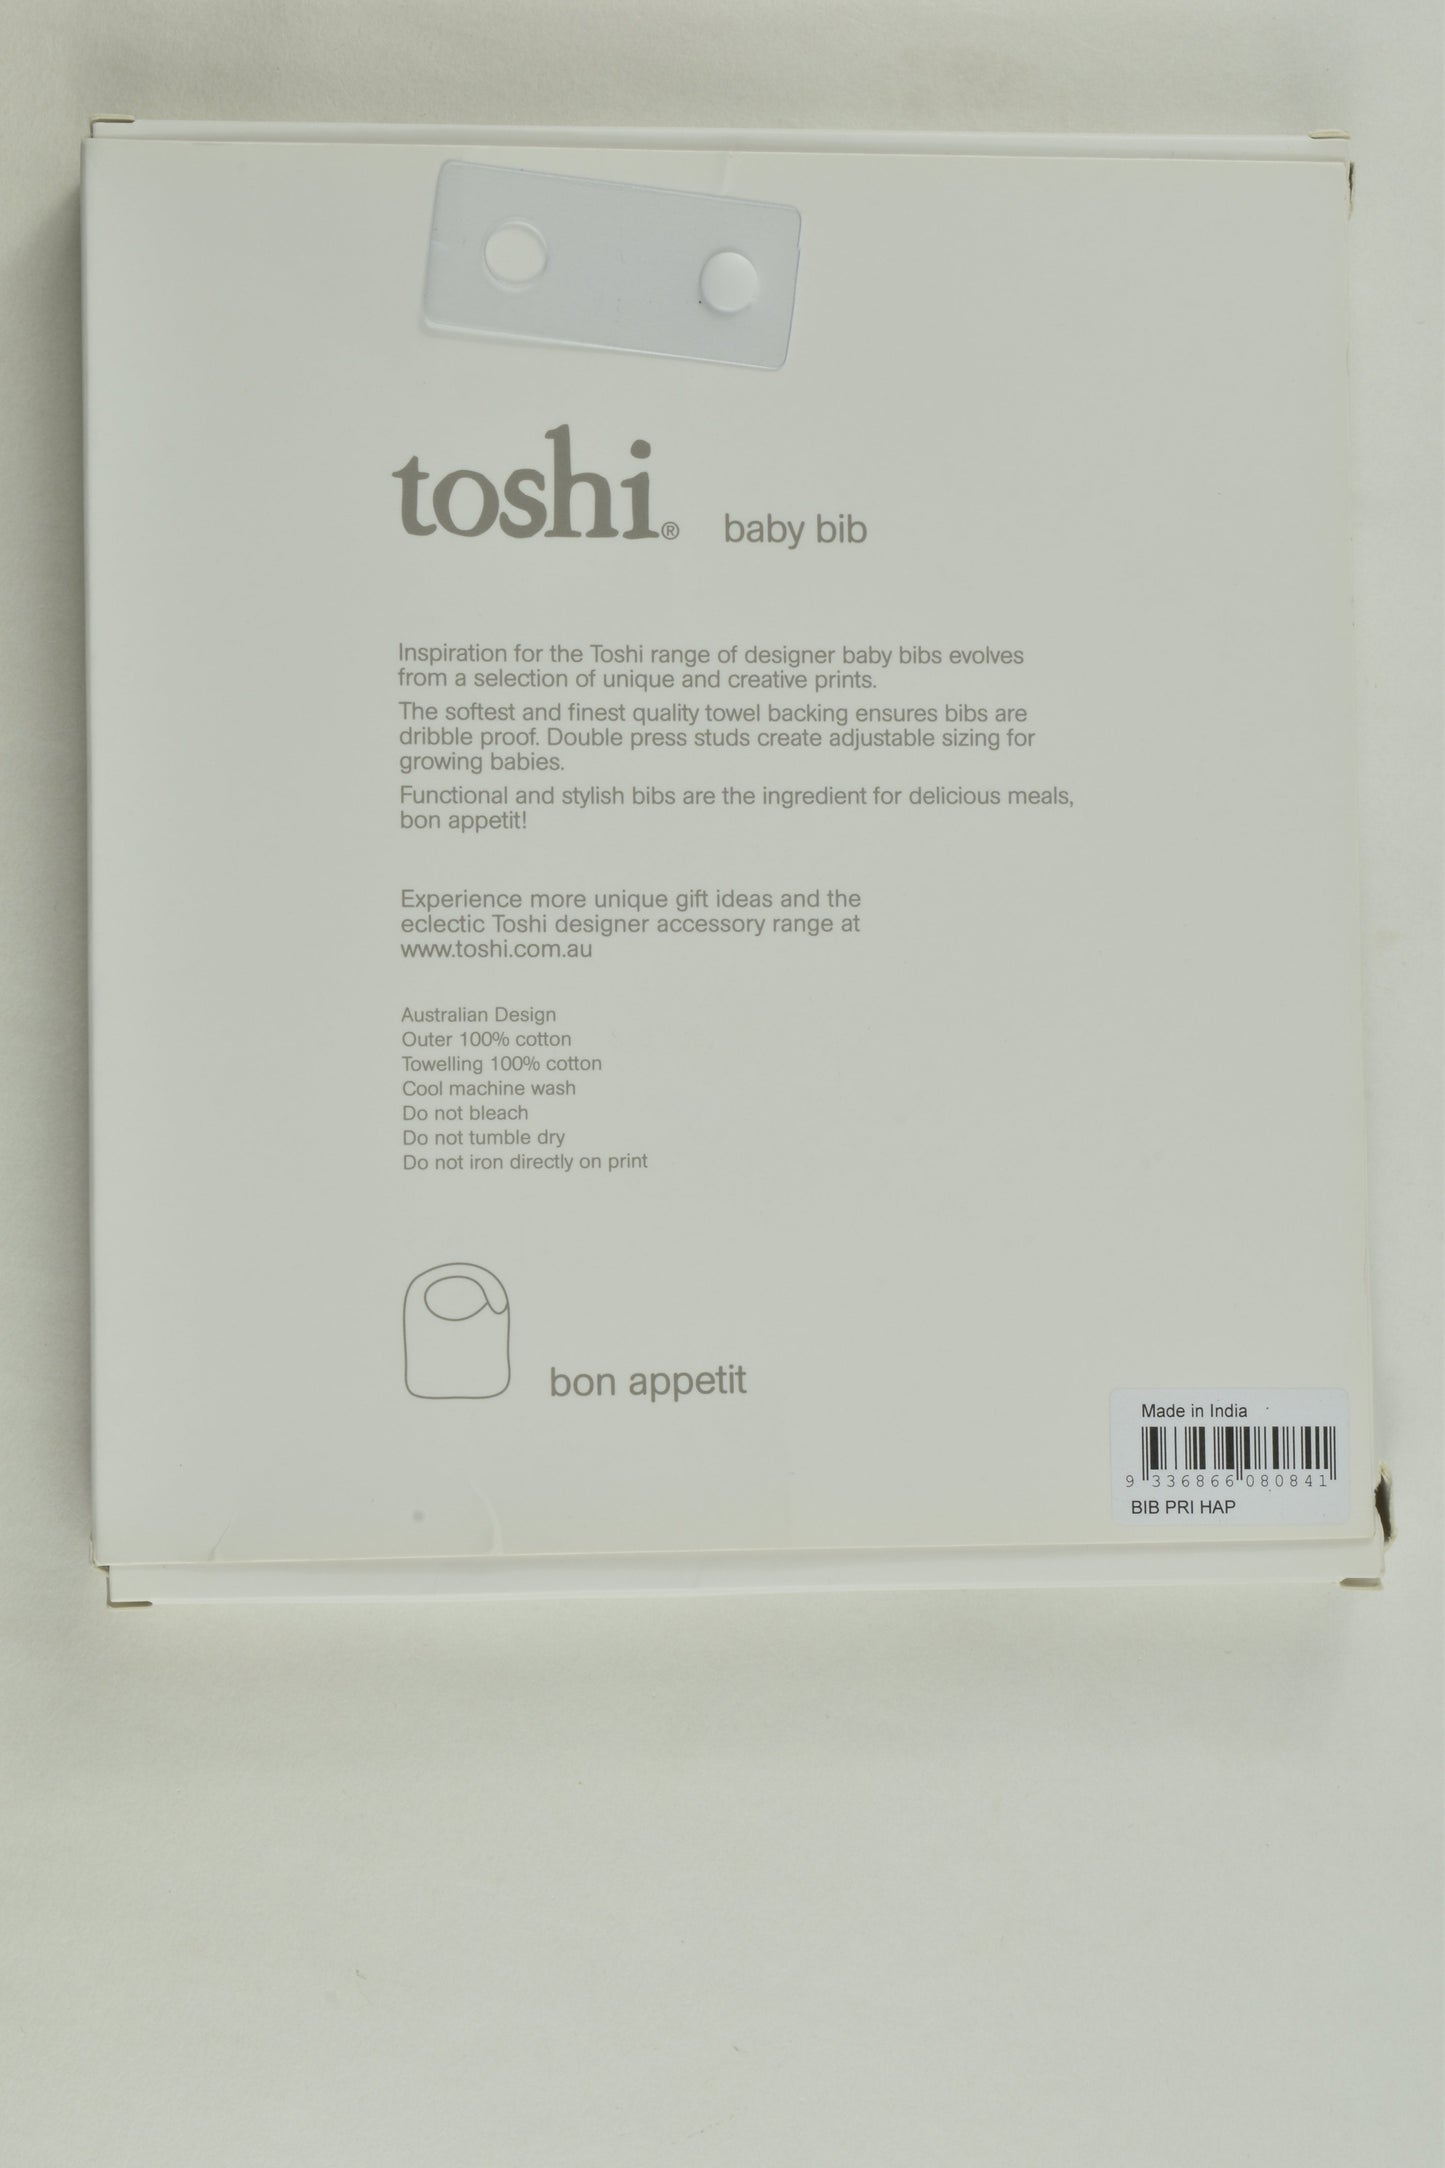 toshi® baby bib
Inspiration for the Toshi range of designer baby bibs evolves
from a selection of unique and creative prints.
The softest and finest quality towel backing ensures bibs are
dribble proof. Double press studs create adjustable sizing for
growing babies.
Functional and stylish bibs are the ingredient for delicious meals,
bon appetit!
Experience more unique gift ideas and the
eclectic Toshi designer accessory range at
www.toshi.com.au
Australian Design
Outer 100% cotton
Towelling 100% cotton
Cool machine wash
Do not bleach
Do not tumble dry
Do not iron directly on print
bon appetit
Made in India
9 336866 080841
BIB PRI HAP